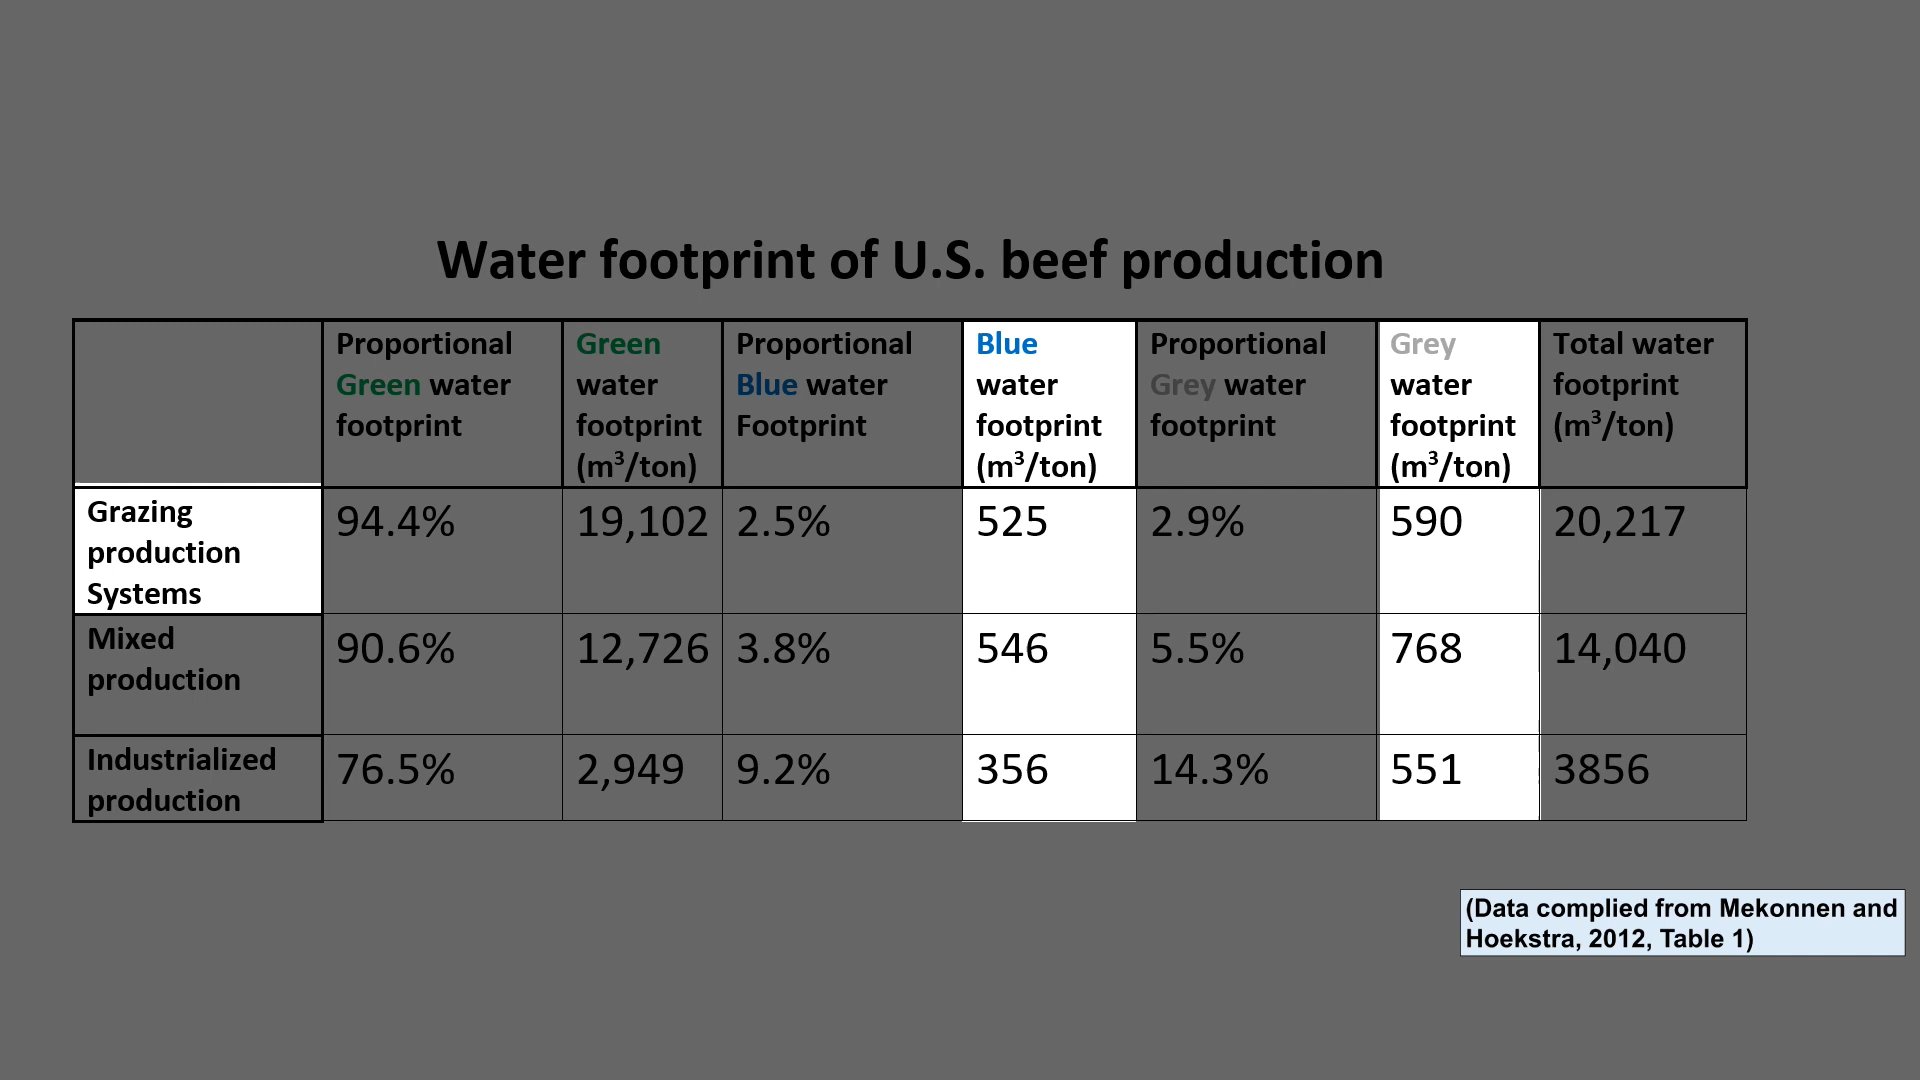 Water footprint of U.S. beef production
Proportional
Green water
footprint
Green
water
footprint
(m³/ton)
Proportional
Blue water
Footprint
Blue
water
footprint
(m³/ton)
Proportional
Grey water
footprint
Grey
water
footprint
(m³/ton)
Total water
footprint
(m³/ton)
Grazing
production
Systems
94.4%
19,102
2.5%
525
2.9%
590
20,217
Mixed
production
90.6%
12,726
3.8%
546
5.5%
768
14,040
Industrialized
production
76.5%
2,949
9.2%
356
14.3%
551
3856
(Data complied from Mekonnen and
Hoekstra, 2012, Table 1)